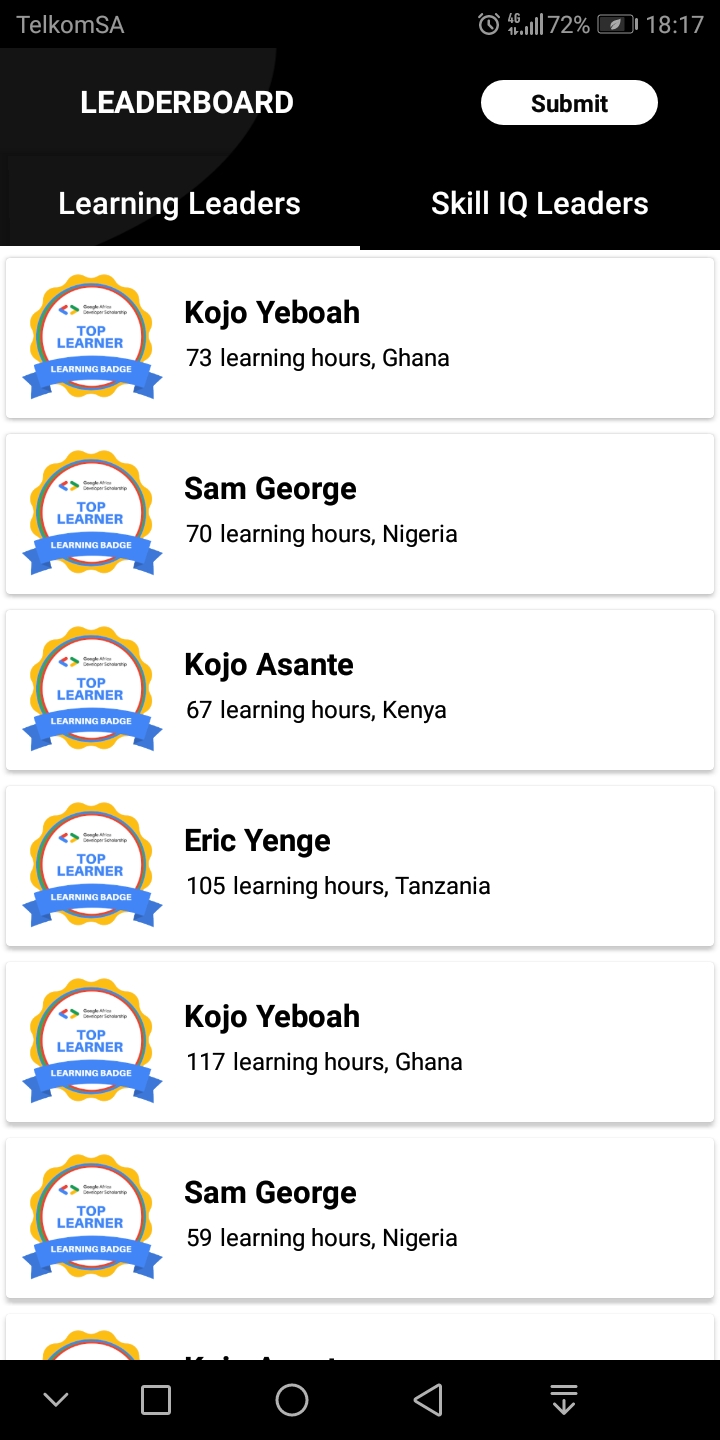 TelkomSA
4G 72% 18:17
LEADERBOARD
Submit
Learning Leaders
Skill IQ Leaders
Google Africa
Developer Scholarship
TOP
LEARNER
LEARNING BADGE
Kojo Yeboah
73 learning hours, Ghana
Google Africa
Developer Scholarship
TOP
LEARNER
LEARNING BADGE
Sam George
70 learning hours, Nigeria
Google Africa
Developer Scholarship
TOP
LEARNER
LEARNING BADGE
Kojo Asante
67 learning hours, Kenya
Google Africa
Developer Scholarship
TOP
LEARNER
LEARNING BADGE
Eric Yenge
105 learning hours, Tanzania
Google Africa
Developer Scholarship
TOP
LEARNER
LEARNING BADGE
Kojo Yeboah
117 learning hours, Ghana
Google Africa
Developer Scholarship
TOP
LEARNER
LEARNING BADGE
Sam George
59 learning hours, Nigeria